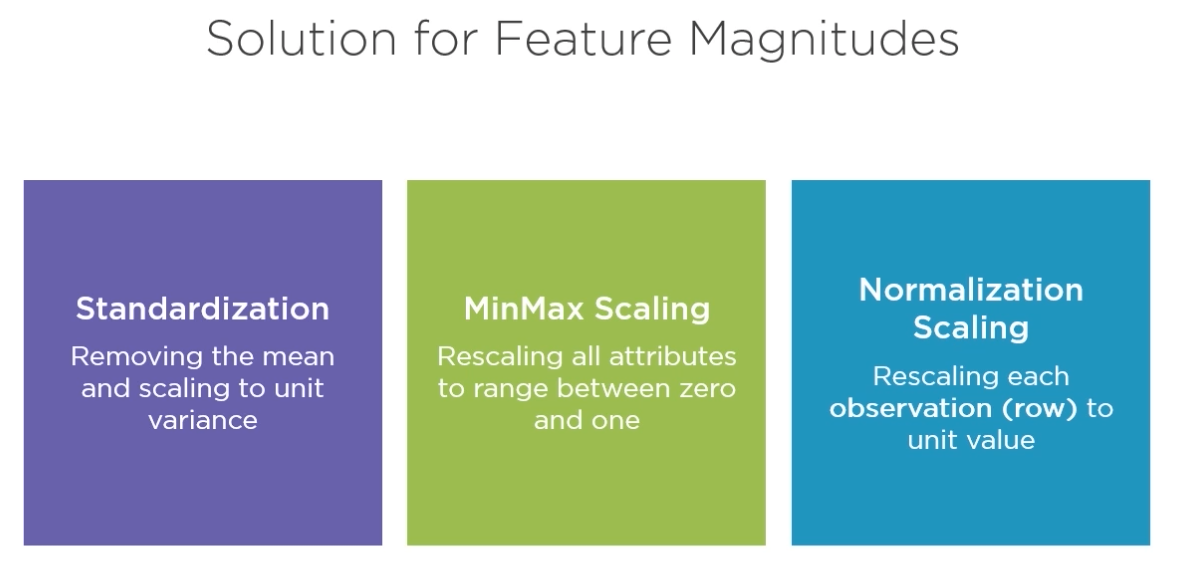 Solution for Feature Magnitudes
Standardization
Removing the mean
and scaling to unit
variance
MinMax Scaling
Rescaling all attributes
to range between zero
and one
Normalization
Scaling
Rescaling each
observation (row) to
unit value